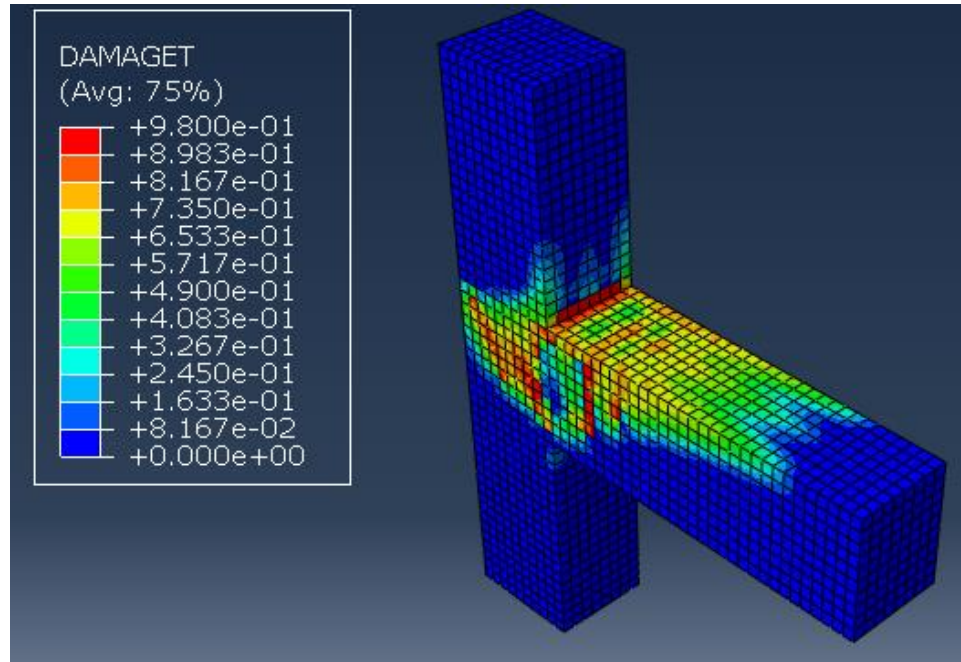 DAMAGET
(Avg: 75%)
+9.800e-01
+8.983e-01
+8.167e-01
+7.350e-01
+6.533e-01
+5.717e-01
+4.900e-01
+4.083e-01
+3.267e-01
+2.450e-01
+1.633e-01
+8.167e-02
+0.000e+00